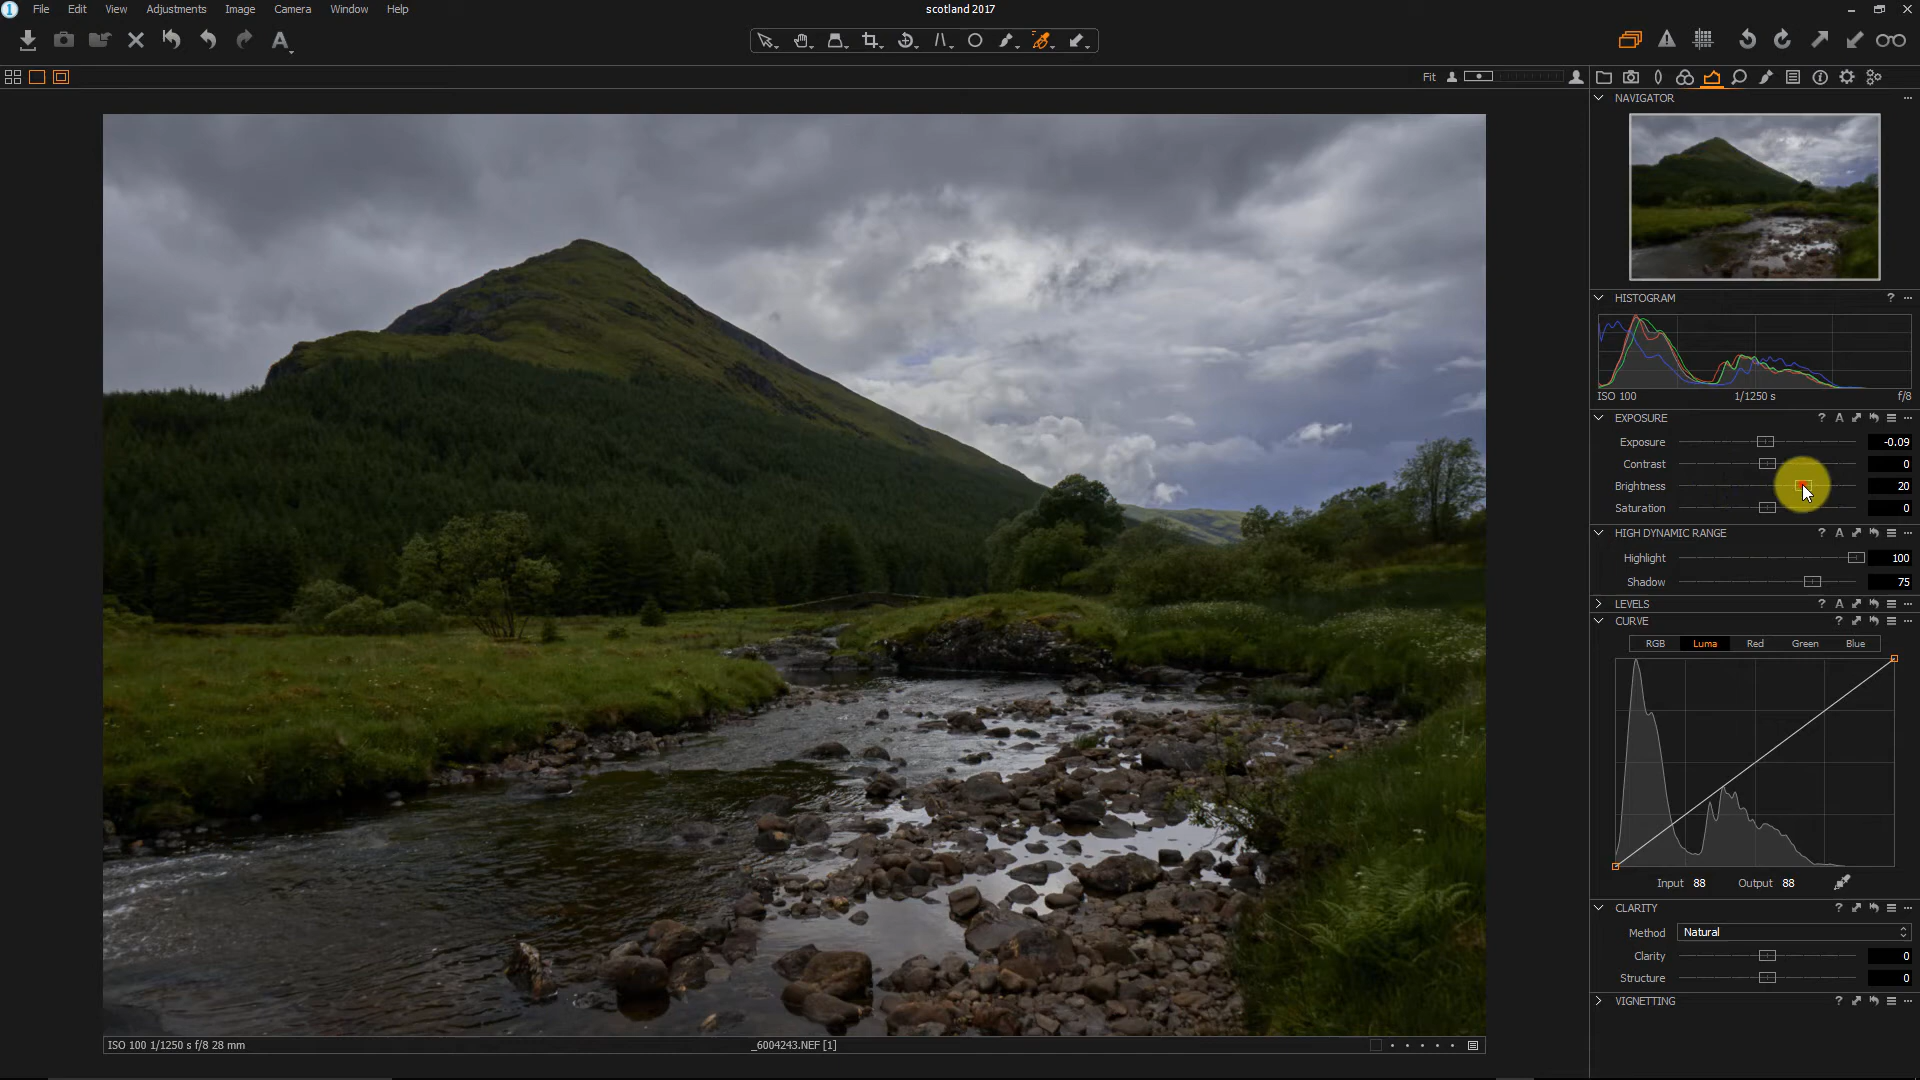 File Edit View Adjustments Image Camera Window Help
scotland 2017
A
Fit
NAVIGATOR
HISTOGRAM ?
ISO 100 1/1250 s f/8
EXPOSURE ? A
Exposure -0.09
Contrast 0
Brightness 20
Saturation 0
HIGH DYNAMIC RANGE ? A
Highlight 100
Shadow 75
LEVELS ? A
CURVE ?
RGB Luma Red Green Blue
Input 88 Output 88
CLARITY ?
Method Natural
Clarity 0
Structure 0
VIGNETTING ?
ISO 100 1/1250 s f/8 28 mm
_6004243.NEF [1]